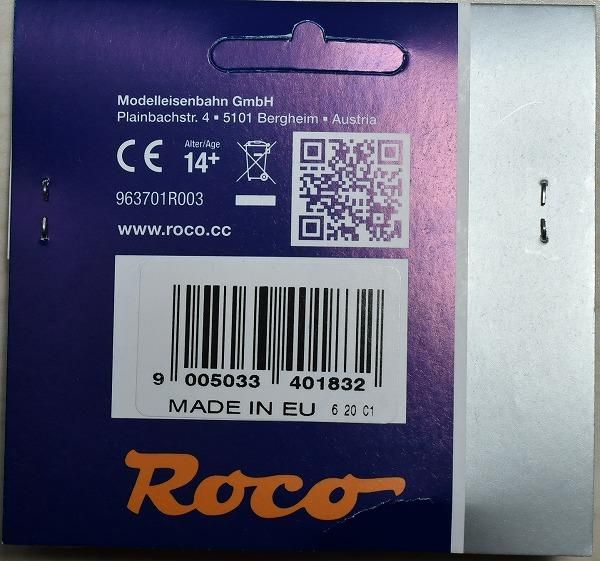 Modelleisenbahn GmbH
Plainbachstr. 4 ▪ 5101 Bergheim ▪ Austria
CE Alter/Age
14+
963701R003
www.roco.cc
9 005033 401832
MADE IN EU 6 20 C1
Roco